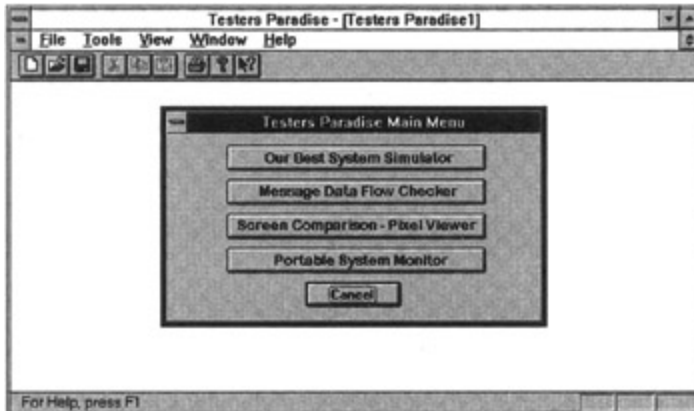 Testers Paradise - [Testers Paradise1]
File Tools View Window Help
Testers Paradise Main Menu
Our Best System Simulator
Message Data Flow Checker
Screen Comparison - Pixel Viewer
Portable System Monitor
Cancel
For Help, press F1